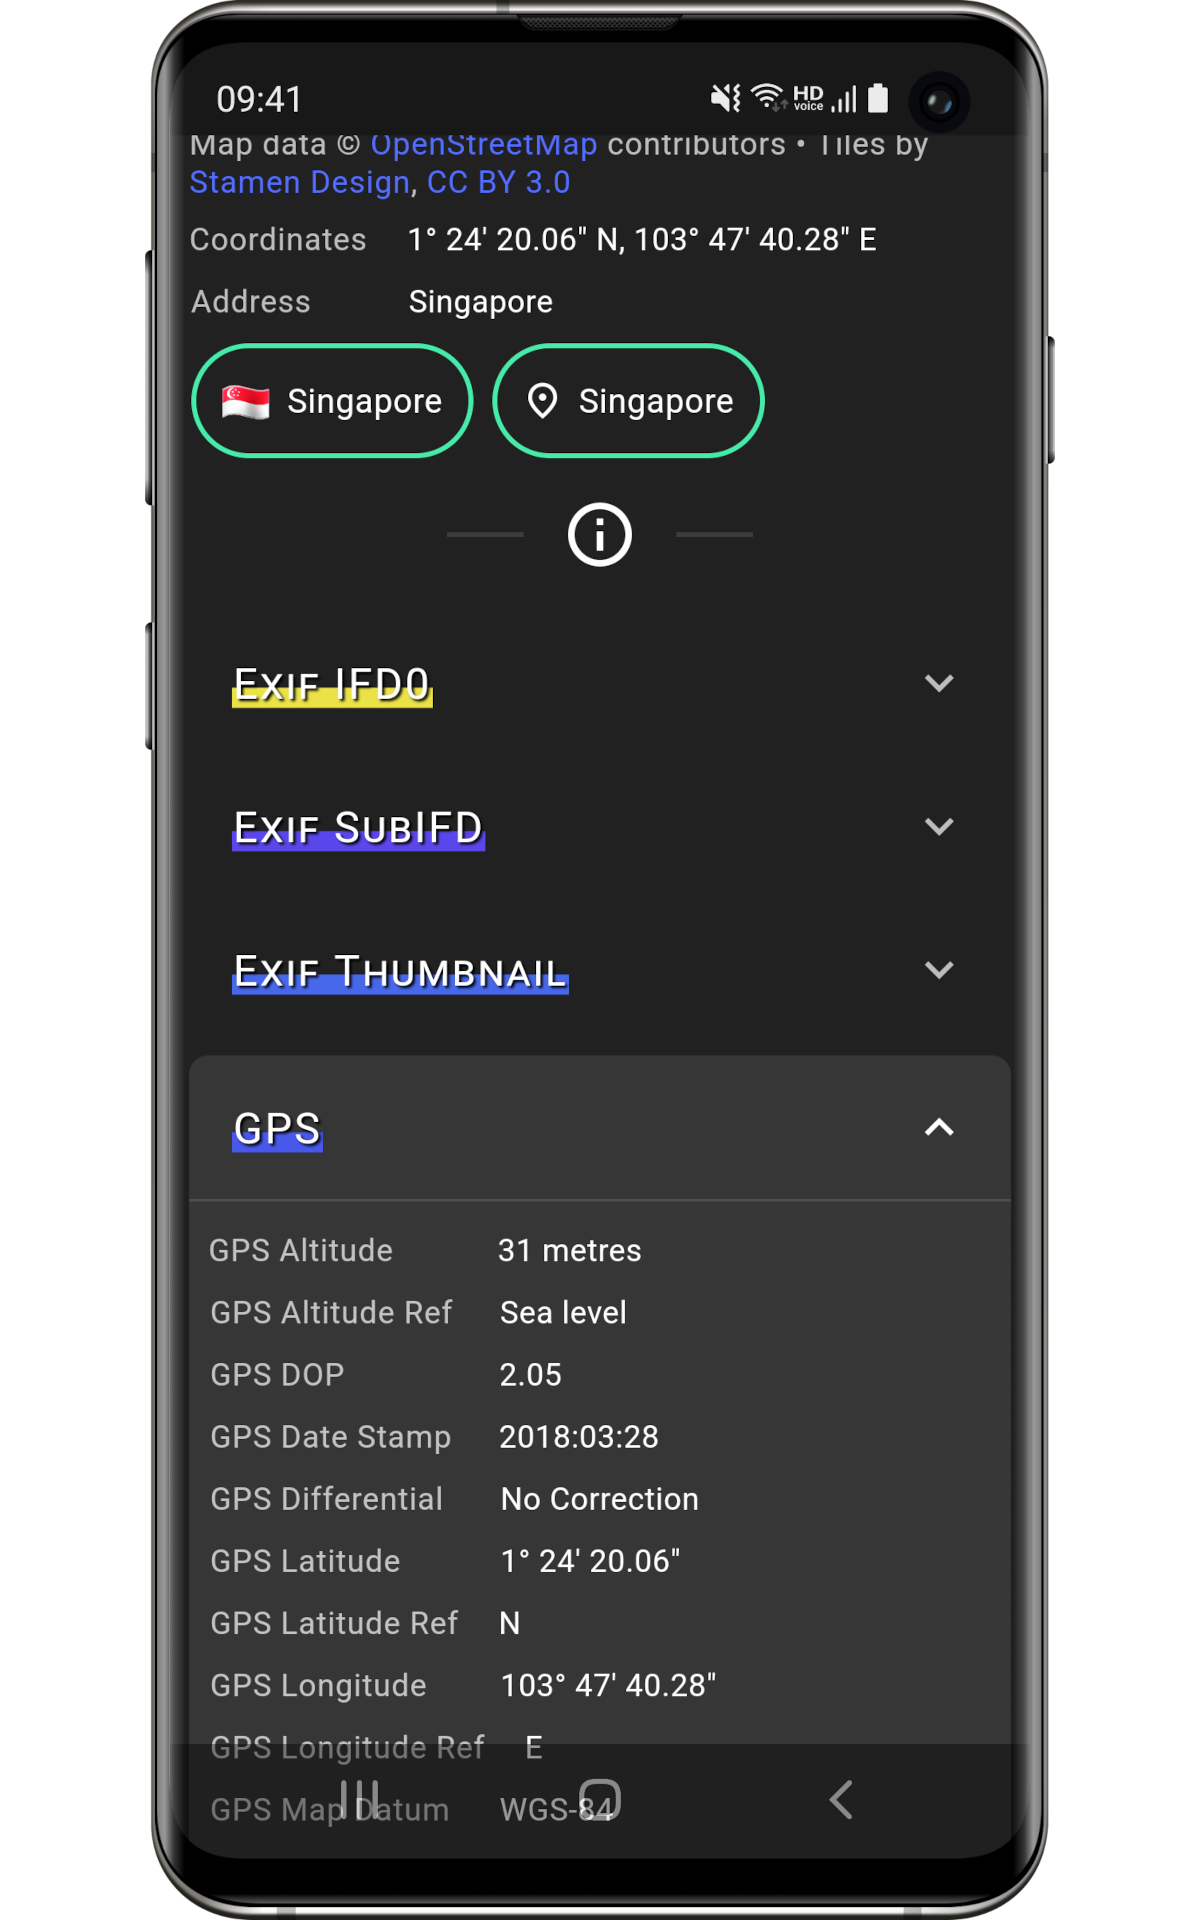 09:41 HD voice
Map data © OpenStreetMap contributors • Tiles by
Stamen Design, CC BY 3.0
Coordinates 1° 24' 20.06" N, 103° 47' 40.28" E
Address Singapore
Singapore Singapore
Exif IFD0
Exif SubIFD
Exif Thumbnail
GPS
GPS Altitude 31 metres
GPS Altitude Ref Sea level
GPS DOP 2.05
GPS Date Stamp 2018:03:28
GPS Differential No Correction
GPS Latitude 1° 24' 20.06"
GPS Latitude Ref N
GPS Longitude 103° 47' 40.28"
GPS Longitude Ref E
GPS Map Datum WGS-84